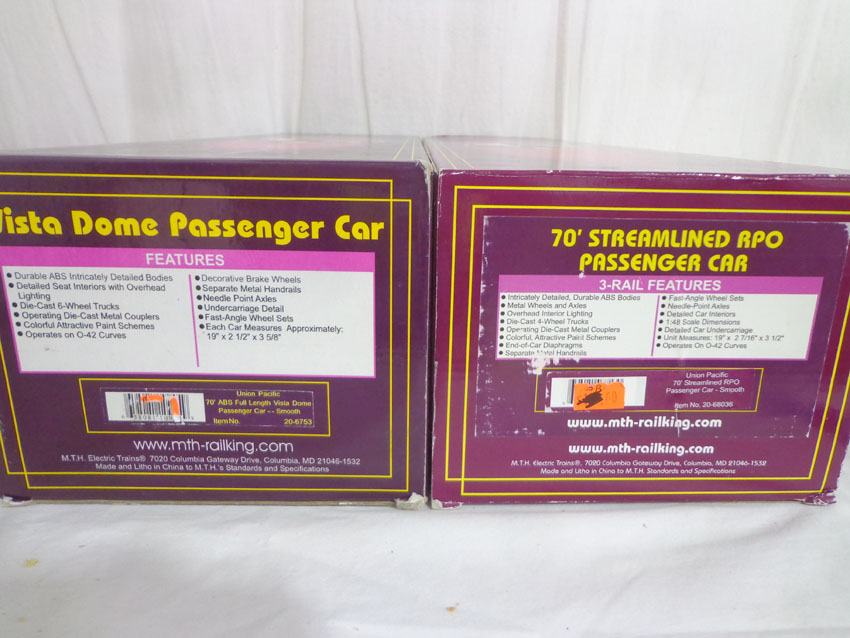 Vista Dome Passenger Car
FEATURES
● Durable ABS Intricately Detailed Bodies
● Detailed Seat Interiors with Overhead
Lighting
● Die-Cast 6-Wheel Trucks
● Operating Die-Cast Metal Couplers
● Colorful Attractive Paint Schemes
● Operates on O-42 Curves
● Decorative Brake Wheels
● Separate Metal Handrails
● Needle Point Axles
● Undercarriage Detail
● Fast-Angle Wheel Sets
● Each Car Measures Approximately:
19" x 2 1/2" x 3 5/8"
Union Pacific
70' ABS Full Length Vista Dome
Passenger Car - - Smooth
Item No. 20-6753
www.mth-railking.com
M.T.H. Electric Trains® 7020 Columbia Gateway Drive, Columbia, MD 21046-1532
Made and Litho in China to M.T.H.'s Standards and Specifications
70' STREAMLINED RPO
PASSENGER CAR
3-RAIL FEATURES
● Intricately Detailed, Durable ABS Bodies
● Metal Wheels and Axles
● Overhead Interior Lighting
● Die-Cast 4-Wheel Trucks
● Operating Die-Cast Metal Couplers
● Colorful, Attractive Paint Schemes
● End-of-Car Diaphragms
● Separate Metal Handrails
● Fast-Angle Wheel Sets
● Needle-Point Axles
● Detailed Car Interiors
● 1:48 Scale Dimensions
● Detailed Car Undercarriage
● Unit Measures: 19" x 2 7/16" x 3 1/2"
● Operates On O-42 Curves
Union Pacific
70' Streamlined RPO
Passenger Car - Smooth
Item No. 20-68036
www.mth-railking.com
www.mth-railking.com
M.T.H. Electric Trains®, 7020 Columbia Gateway Drive, Columbia, MD 21046-1532
Made and Litho in China to M.T.H. Standards and Specifications